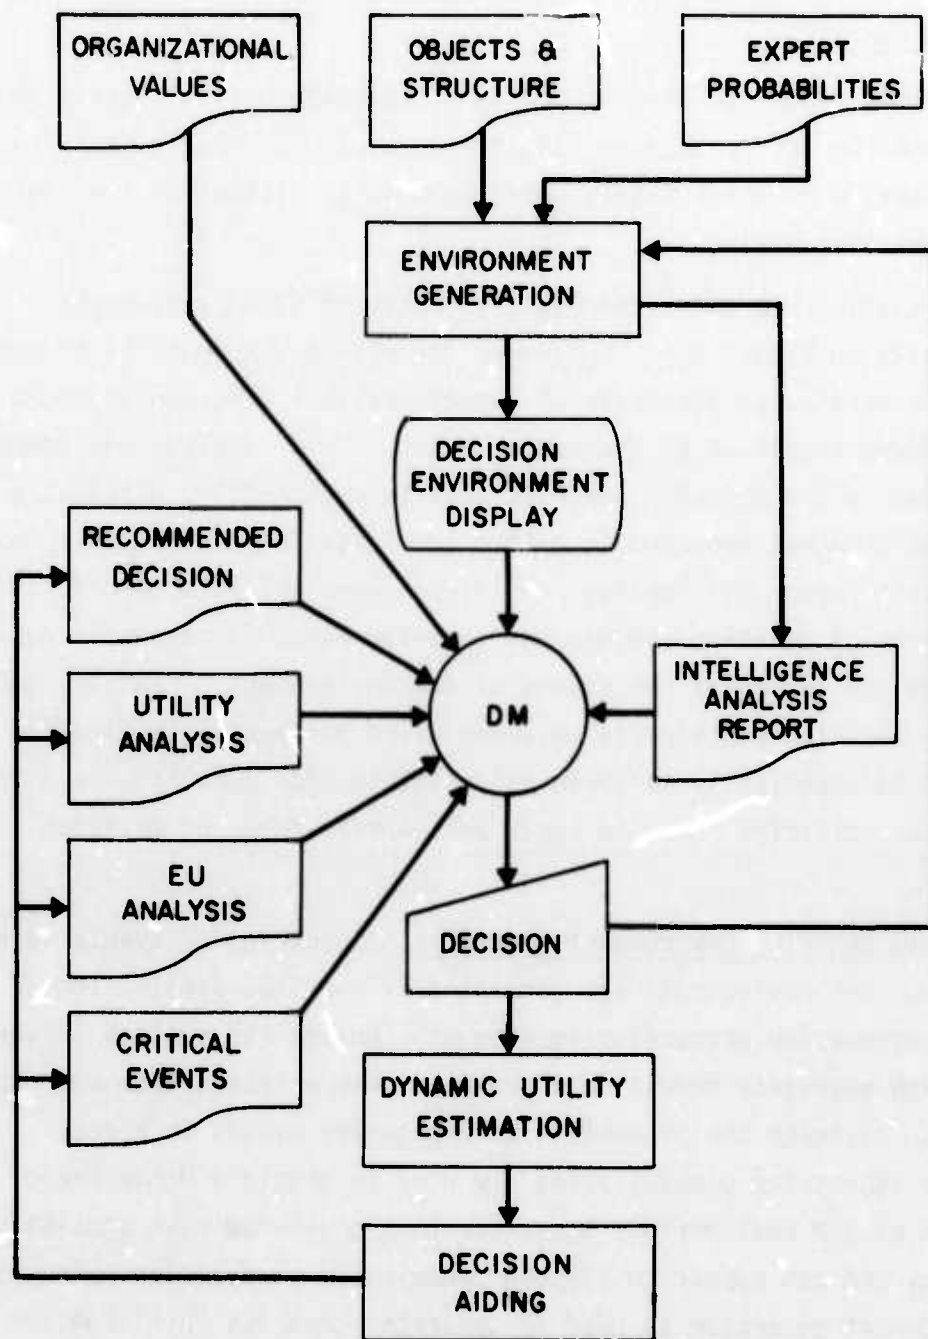 ORGANIZATIONAL
VALUES
OBJECTS &
STRUCTURE
EXPERT
PROBABILITIES
ENVIRONMENT
GENERATION
DECISION
ENVIRONMENT
DISPLAY
RECOMMENDED
DECISION
UTILITY
ANALYSIS
DM
INTELLIGENCE
ANALYSIS
REPORT
EU
ANALYSIS
DECISION
CRITICAL
EVENTS
DYNAMIC UTILITY
ESTIMATION
DECISION
AIDING